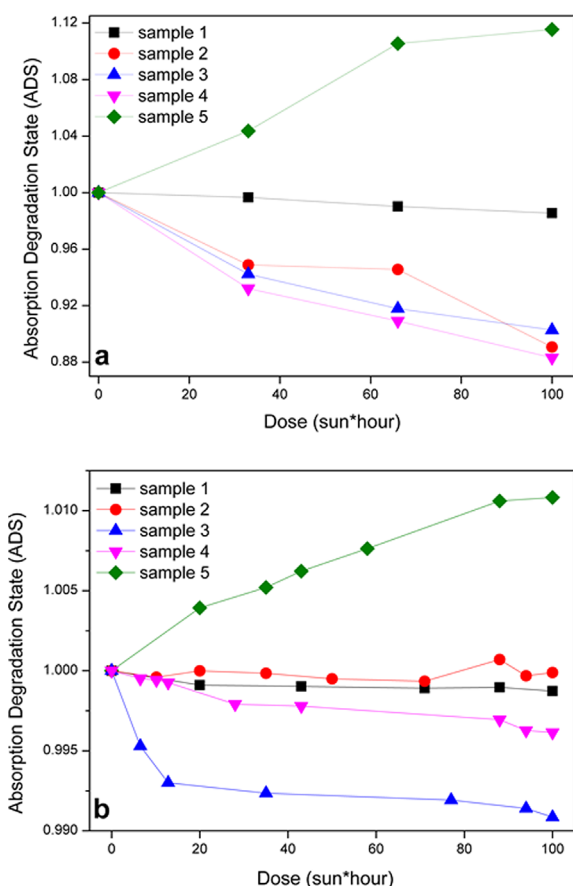 Absorption Degradation State (ADS)
1.12
1.08
1.04
1.00
0.96
0.92
0.88
sample 1
sample 2
sample 3
sample 4
sample 5
a
0 20 40 60 80 100
Dose (sun*hour)
Absorption Degradation State (ADS)
1.010
1.005
1.000
0.995
0.990
sample 1
sample 2
sample 3
sample 4
sample 5
b
0 20 40 60 80 100
Dose (sun*hour)